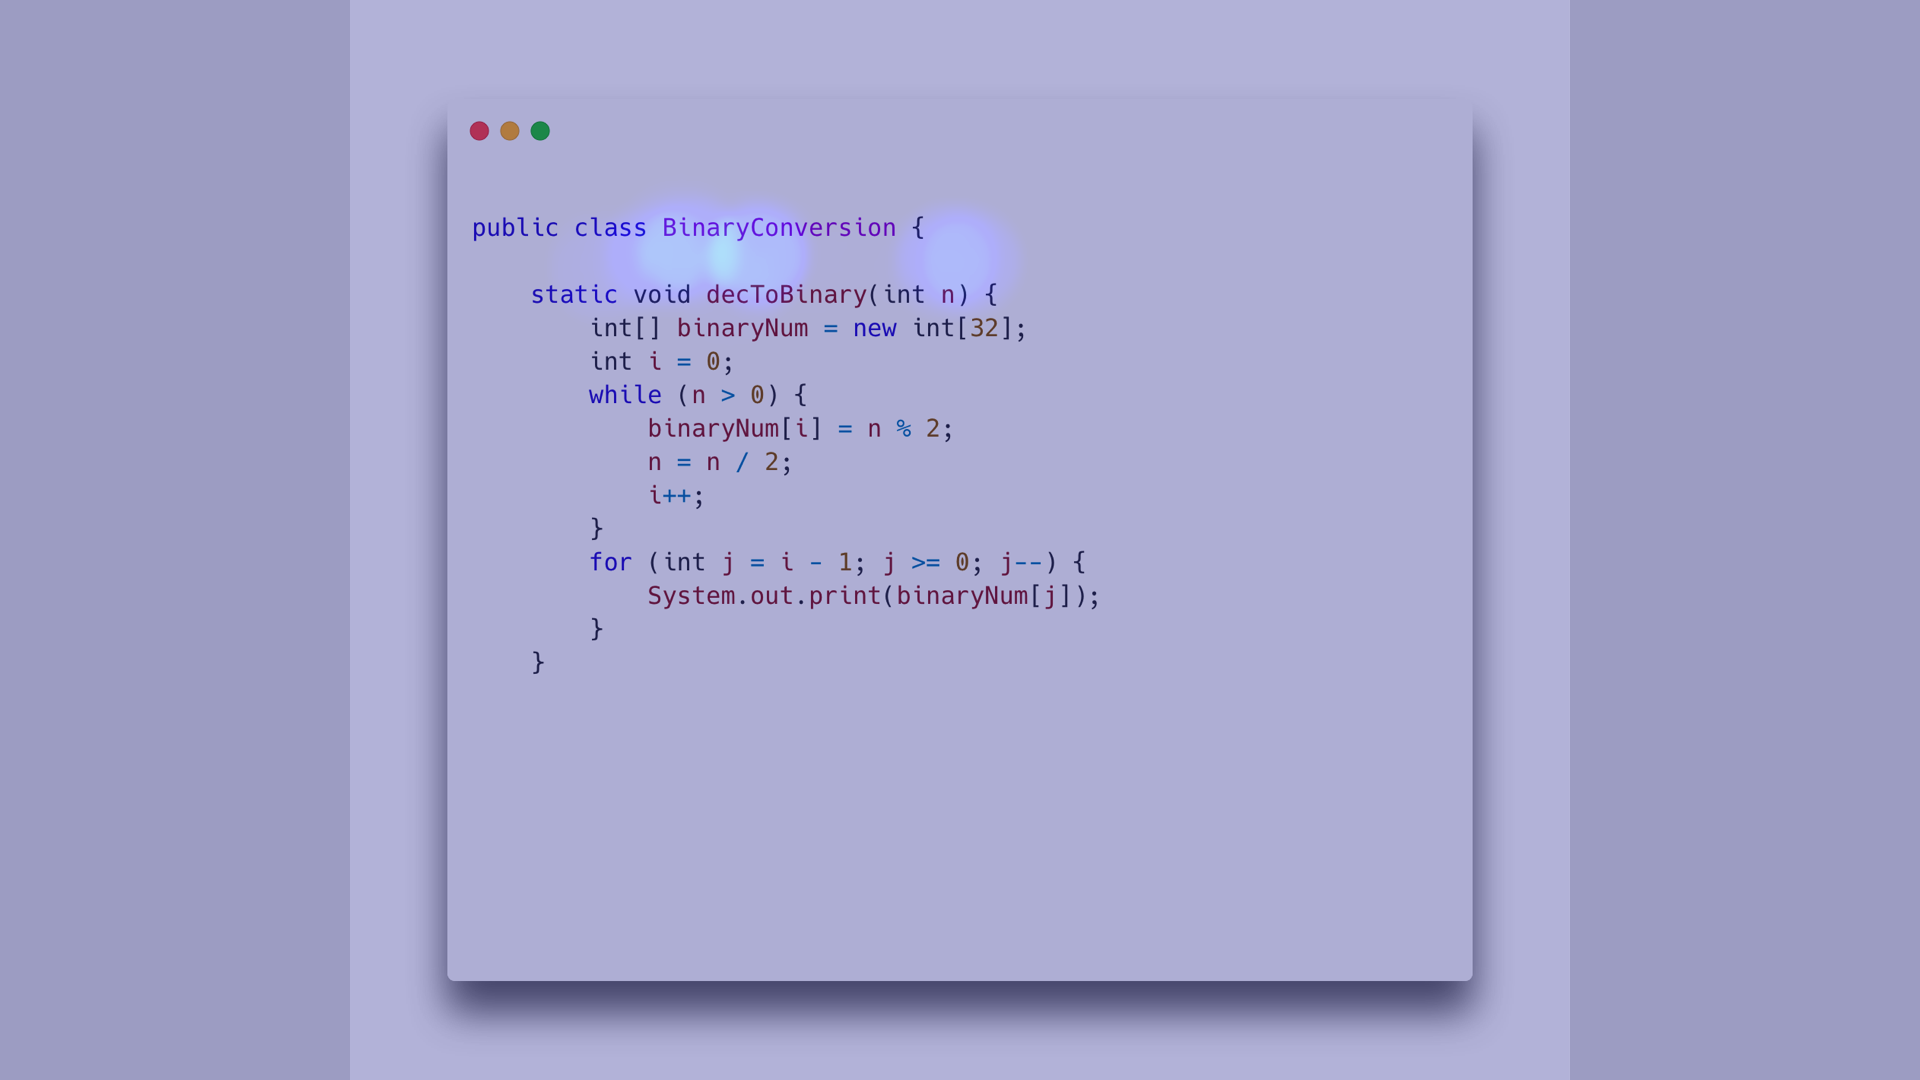 public class BinaryConversion {
    static void decToBinary(int n) {
        int[] binaryNum = new int[32];
        int i = 0;
        while (n > 0) {
            binaryNum[i] = n % 2;
            n = n / 2;
            i++;
        }
        for (int j = i - 1; j >= 0; j--) {
            System.out.print(binaryNum[j]);
        }
    }